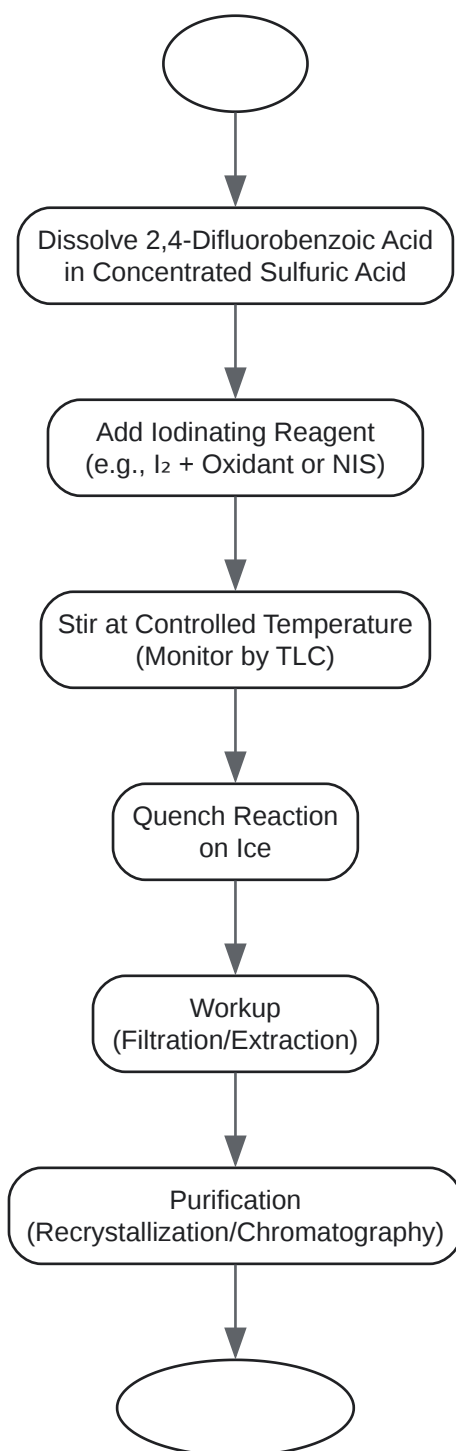 Dissolve 2,4-Difluorobenzoic Acid
in Concentrated Sulfuric Acid
Add Iodinating Reagent
(e.g., I₂ + Oxidant or NIS)
Stir at Controlled Temperature
(Monitor by TLC)
Quench Reaction
on Ice
Workup
(Filtration/Extraction)
Purification
(Recrystallization/Chromatography)